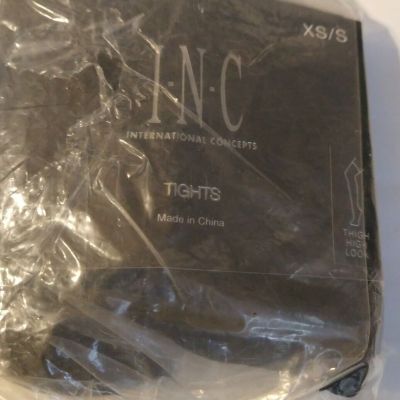 XS/S
I·N·C
INTERNATIONAL CONCEPTS
TIGHTS
Made in China
THIGH
HIGH
LOOK